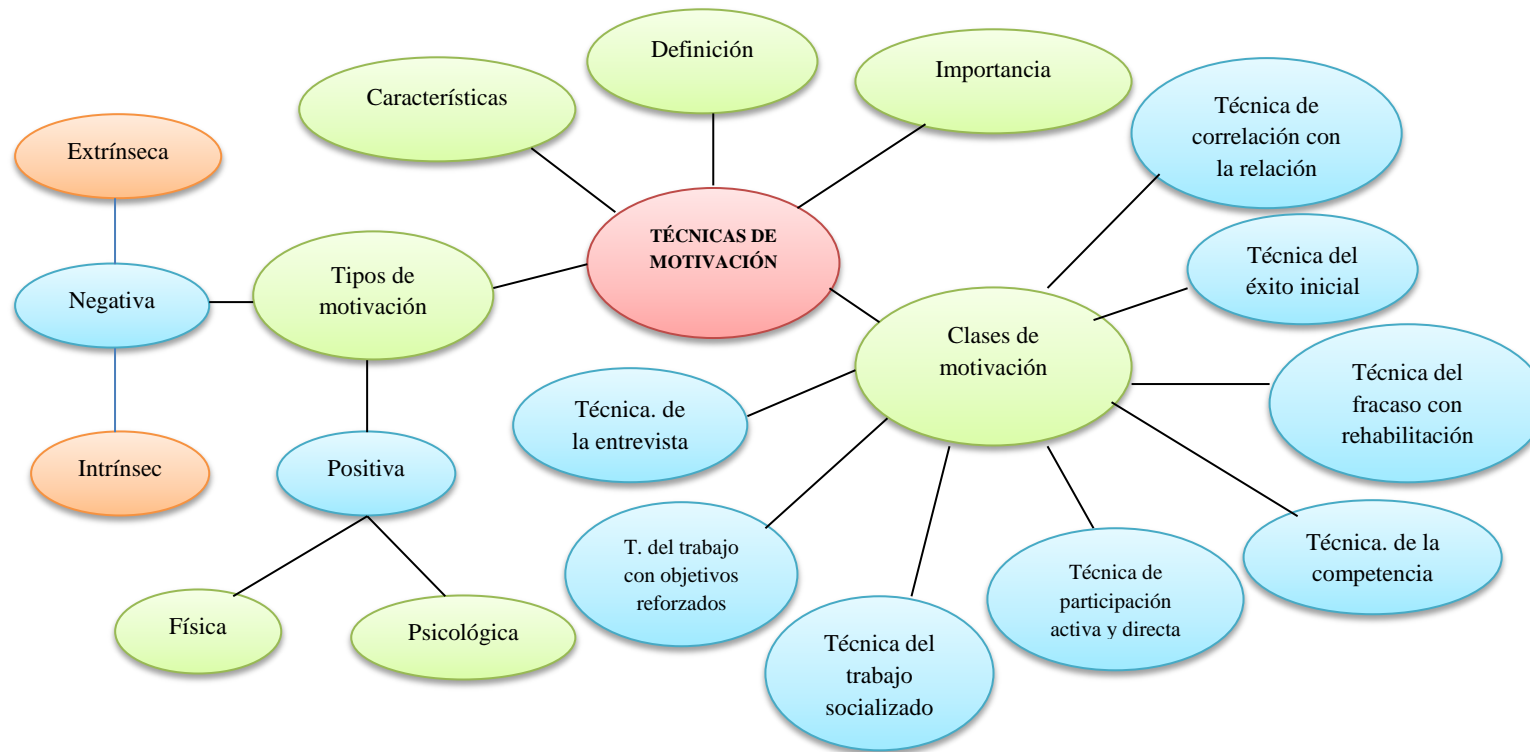 Definición
Importancia
Características
Técnica de
correlación con
la relación
Extrínseca
TÉCNICAS DE
MOTIVACIÓN
Técnica del
éxito inicial
Tipos de
motivación
Negativa
Clases de
motivación
Técnica del
fracaso con
rehabilitación
Técnica. de
la entrevista
Intrínsec
Positiva
T. del trabajo
con objetivos
reforzados
Técnica. de la
competencia
Técnica de
participación
activa y directa
Física
Psicológica
Técnica del
trabajo
socializado